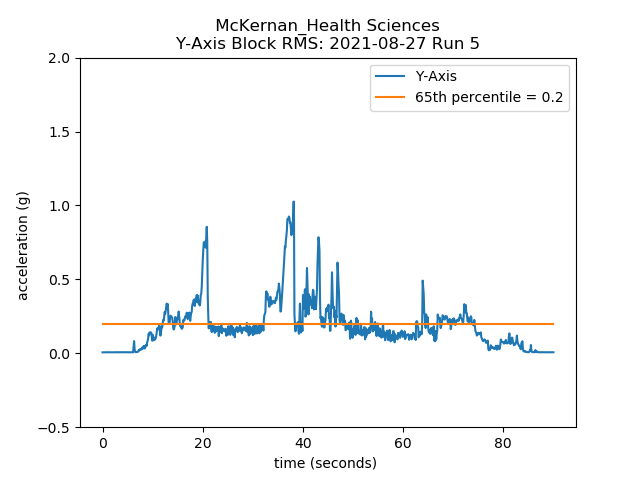 McKernan_Health Sciences
Y-Axis Block RMS: 2021-08-27 Run 5
2.0
Y-Axis
65th percentile = 0.2
1.5
1.0
0.5
0.0
−0.5
acceleration (g)
0 20 40 60 80
time (seconds)